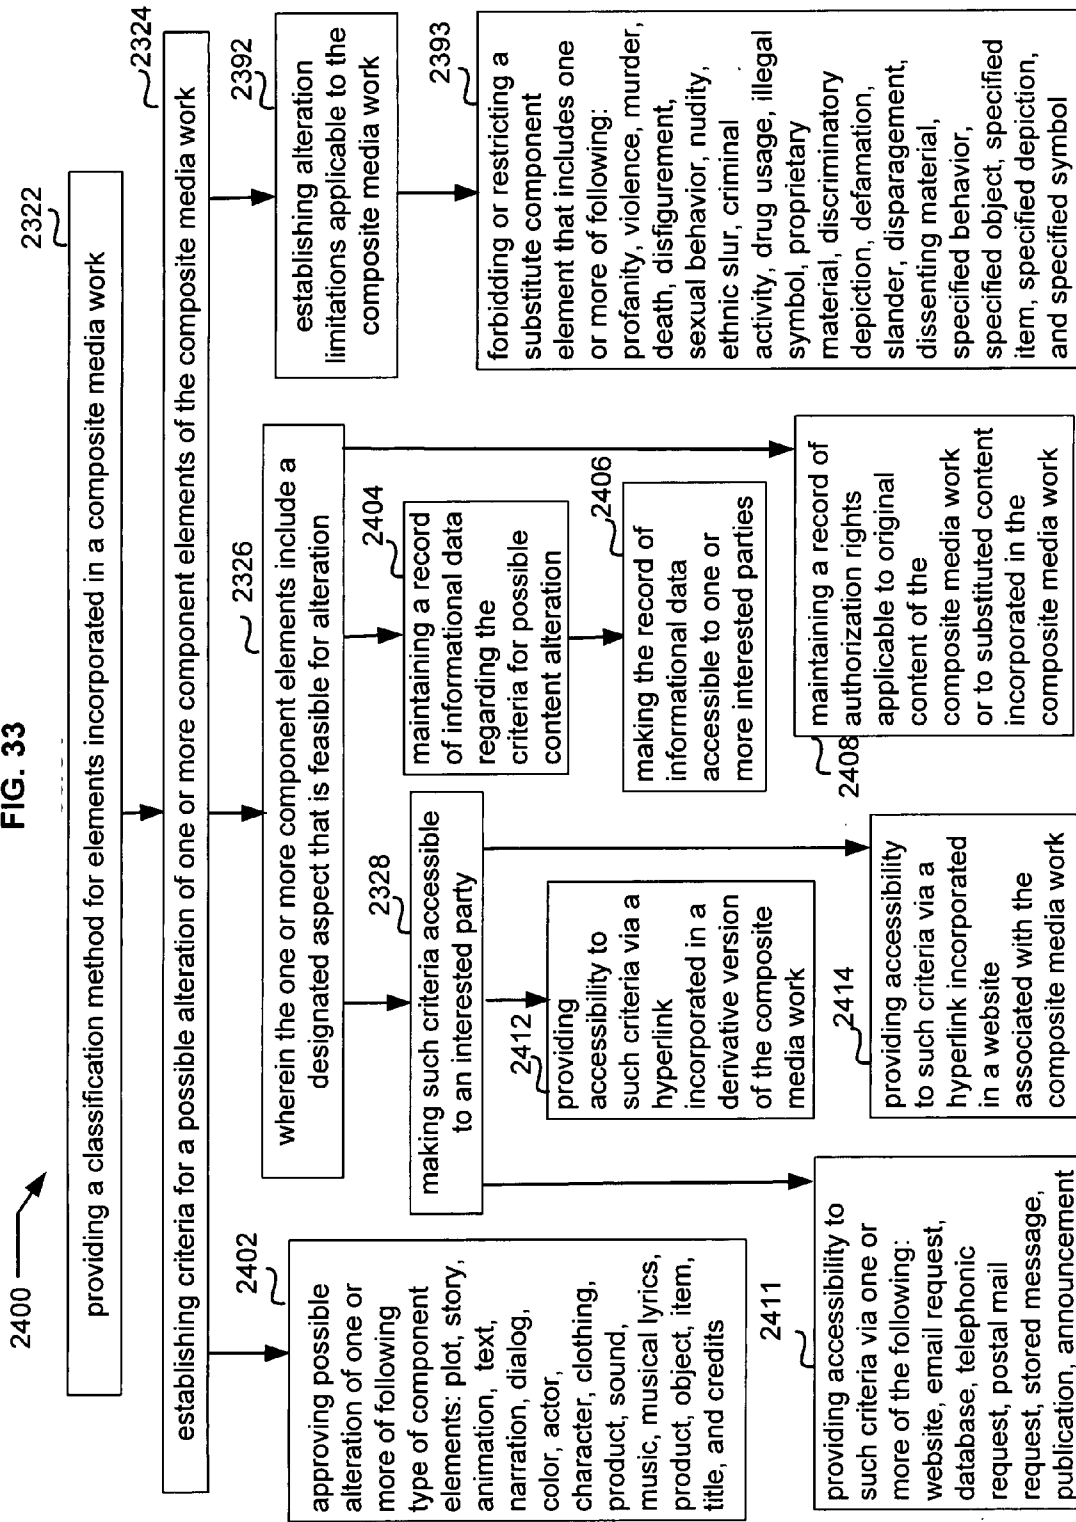 FIG. 33
2400
2322
providing a classification method for elements incorporated in a composite media work
2324
establishing criteria for a possible alteration of one or more component elements of the composite media work
2402
approving possible
alteration of one or
more of following
type of component
elements: plot, story,
animation, text,
narration, dialog,
color, actor,
character, clothing,
product, sound,
music, musical lyrics,
product, object, item,
title, and credits
2326
wherein the one or more component elements include a
designated aspect that is feasible for alteration
2392
establishing alteration
limitations applicable to the
composite media work
2328
making such criteria accessible
to an interested party
2404
maintaining a record
of informational data
regarding the
criteria for possible
content alteration
2393
forbidding or restricting a
substitute component
element that includes one
or more of following:
profanity, violence, murder,
death, disfigurement,
sexual behavior, nudity,
ethnic slur, criminal
activity, drug usage, illegal
symbol, proprietary
material, discriminatory
depiction, defamation,
slander, disparagement,
dissenting material,
specified behavior,
specified object, specified
item, specified depiction,
and specified symbol
2412
providing
accessibility to
such criteria via a
hyperlink
incorporated in a
derivative version
of the composite
media work
2406
making the record of
informational data
accessible to one or
more interested parties
2411
providing accessibility to
such criteria via one or
more of the following:
website, email request,
database, telephonic
request, postal mail
request, stored message,
publication, announcement
2414
providing accessibility
to such criteria via a
hyperlink incorporated
in a website
associated with the
composite media work
2408
maintaining a record of
authorization rights
applicable to original
content of the
composite media work
or to substituted content
incorporated in the
composite media work